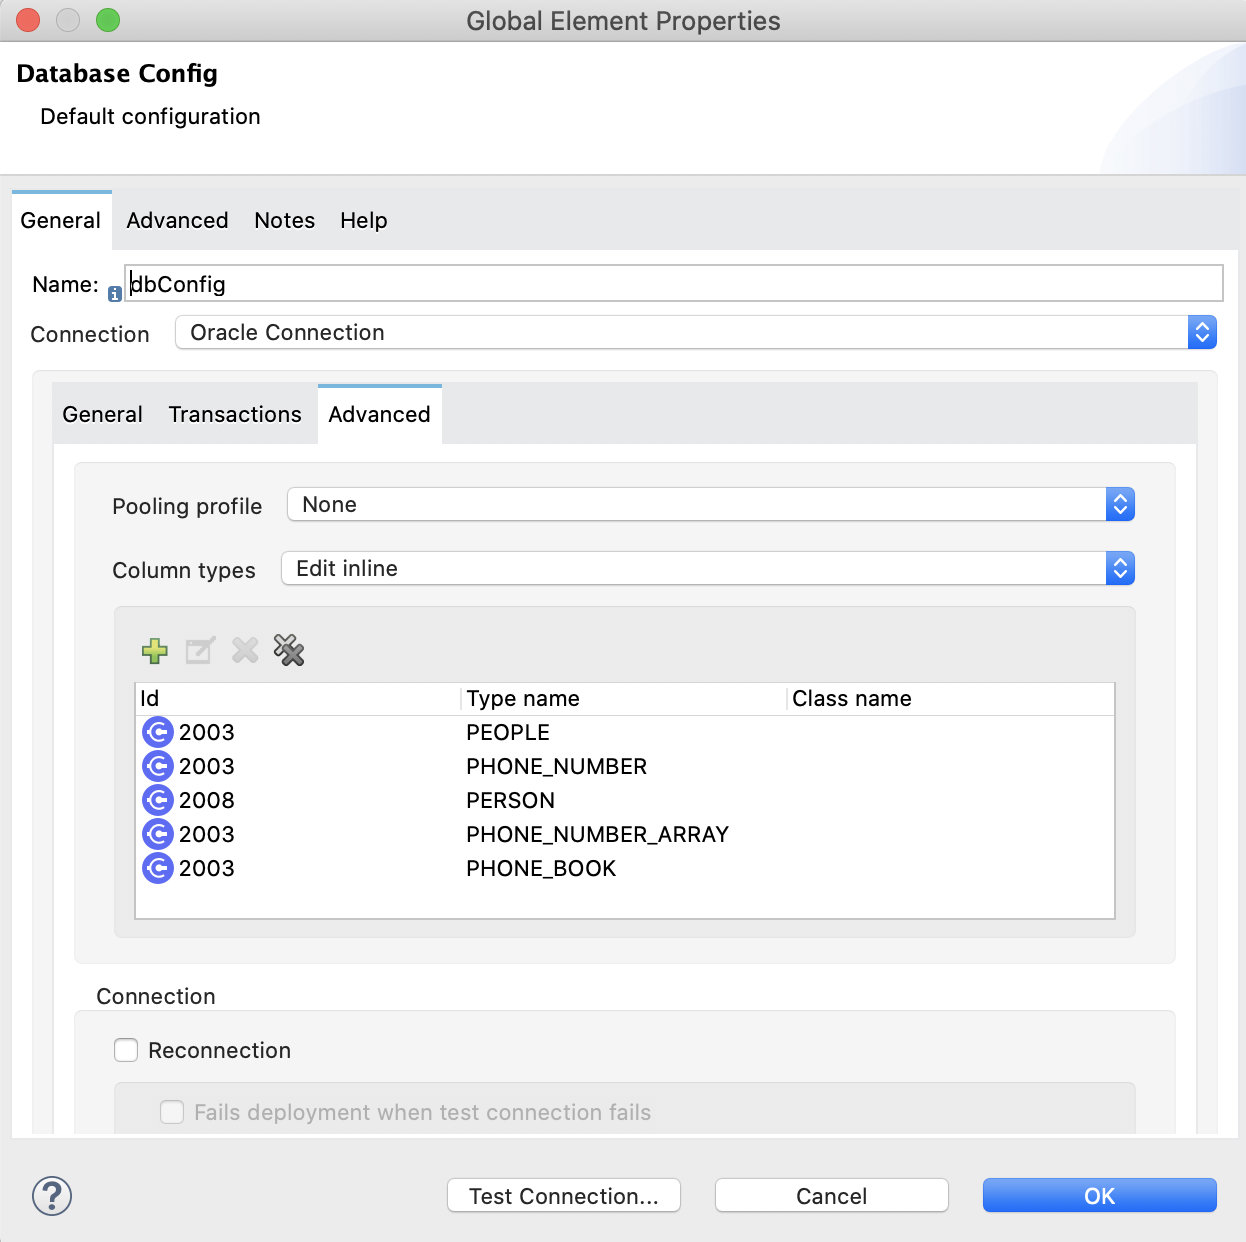 Global Element Properties
Database Config
Default configuration
General Advanced Notes Help
Name: dbConfig
Connection Oracle Connection
General Transactions Advanced
Pooling profile None
Column types Edit inline
Id Type name Class name
2003 PEOPLE
2003 PHONE_NUMBER
2008 PERSON
2003 PHONE_NUMBER_ARRAY
2003 PHONE_BOOK
Connection
Reconnection
Fails deployment when test connection fails
? Test Connection... Cancel OK